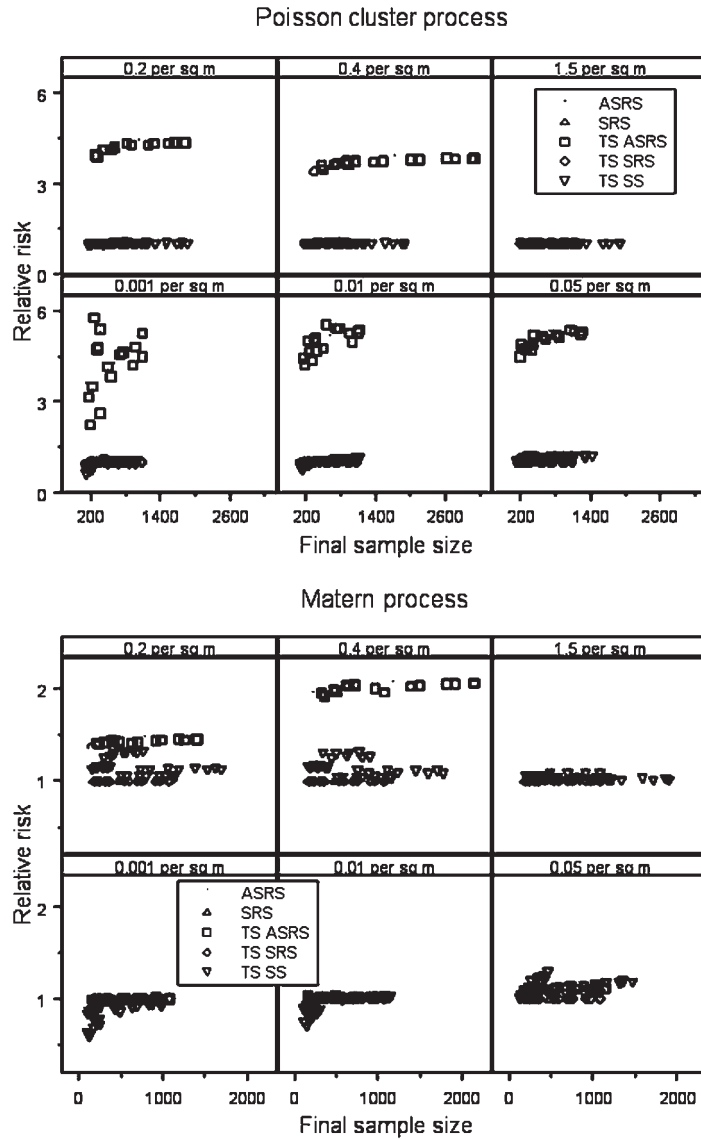 Poisson cluster process
0.2 per sq m
0.4 per sq m
1.5 per sq m
6
3
0
ASRS
SRS
TS ASRS
TS SRS
TS SS
Relative risk
0.001 per sq m
0.01 per sq m
0.05 per sq m
6
3
0
200 1400 2600
200 1400 2600
200 1400 2600
Final sample size
Matern process
0.2 per sq m
0.4 per sq m
1.5 per sq m
2
1
Relative risk
0.001 per sq m
0.01 per sq m
0.05 per sq m
2
1
ASRS
SRS
TS ASRS
TS SRS
TS SS
0 1000 2000
0 1000 2000
0 1000 2000
Final sample size